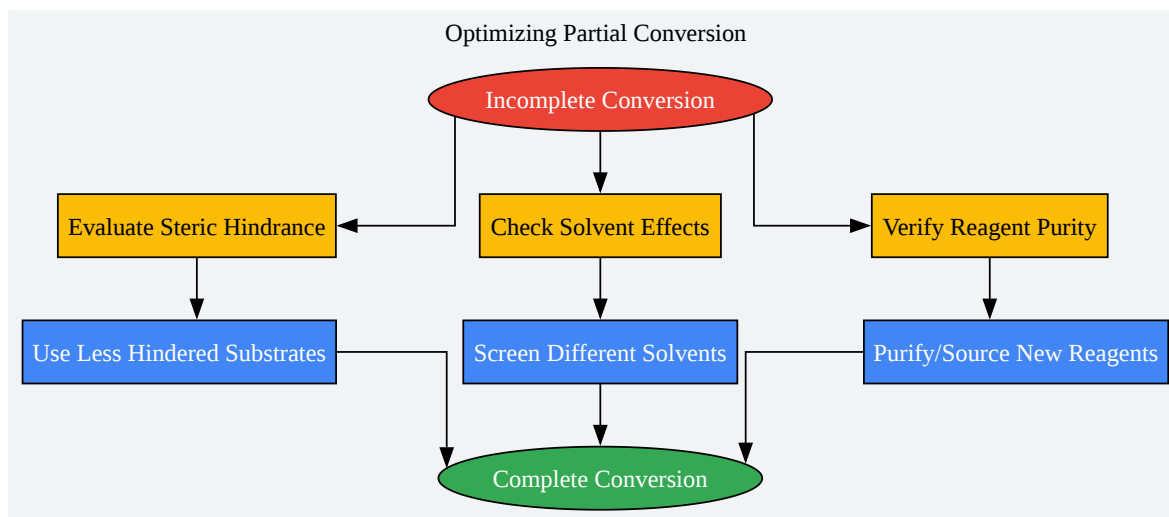 Optimizing Partial Conversion
Incomplete Conversion
Evaluate Steric Hindrance
Check Solvent Effects
Verify Reagent Purity
Use Less Hindered Substrates
Screen Different Solvents
Purify/Source New Reagents
Complete Conversion